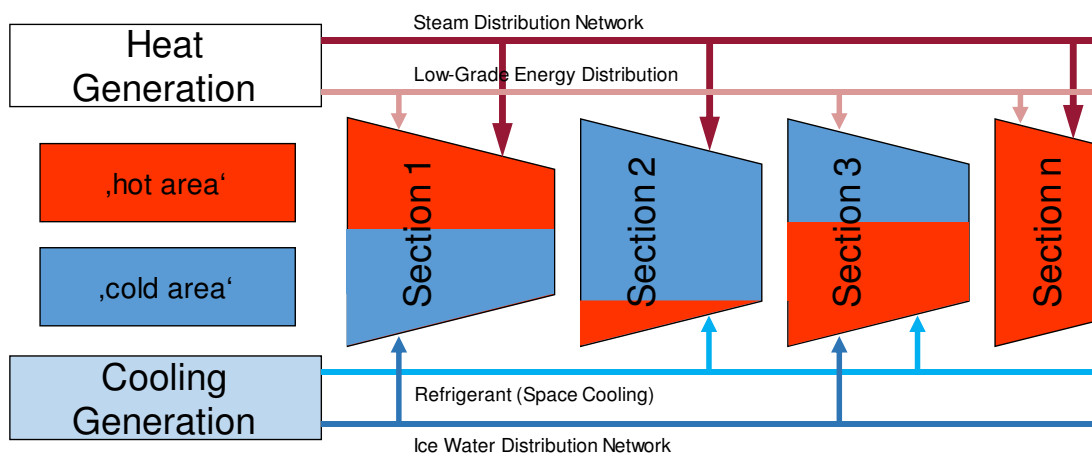 Steam Distribution Network
Heat
Generation
Low-Grade Energy Distribution
‚hot area‘
‚cold area‘
Section 1
Section 2
Section 3
Section n
Cooling
Generation
Refrigerant (Space Cooling)
Ice Water Distribution Network